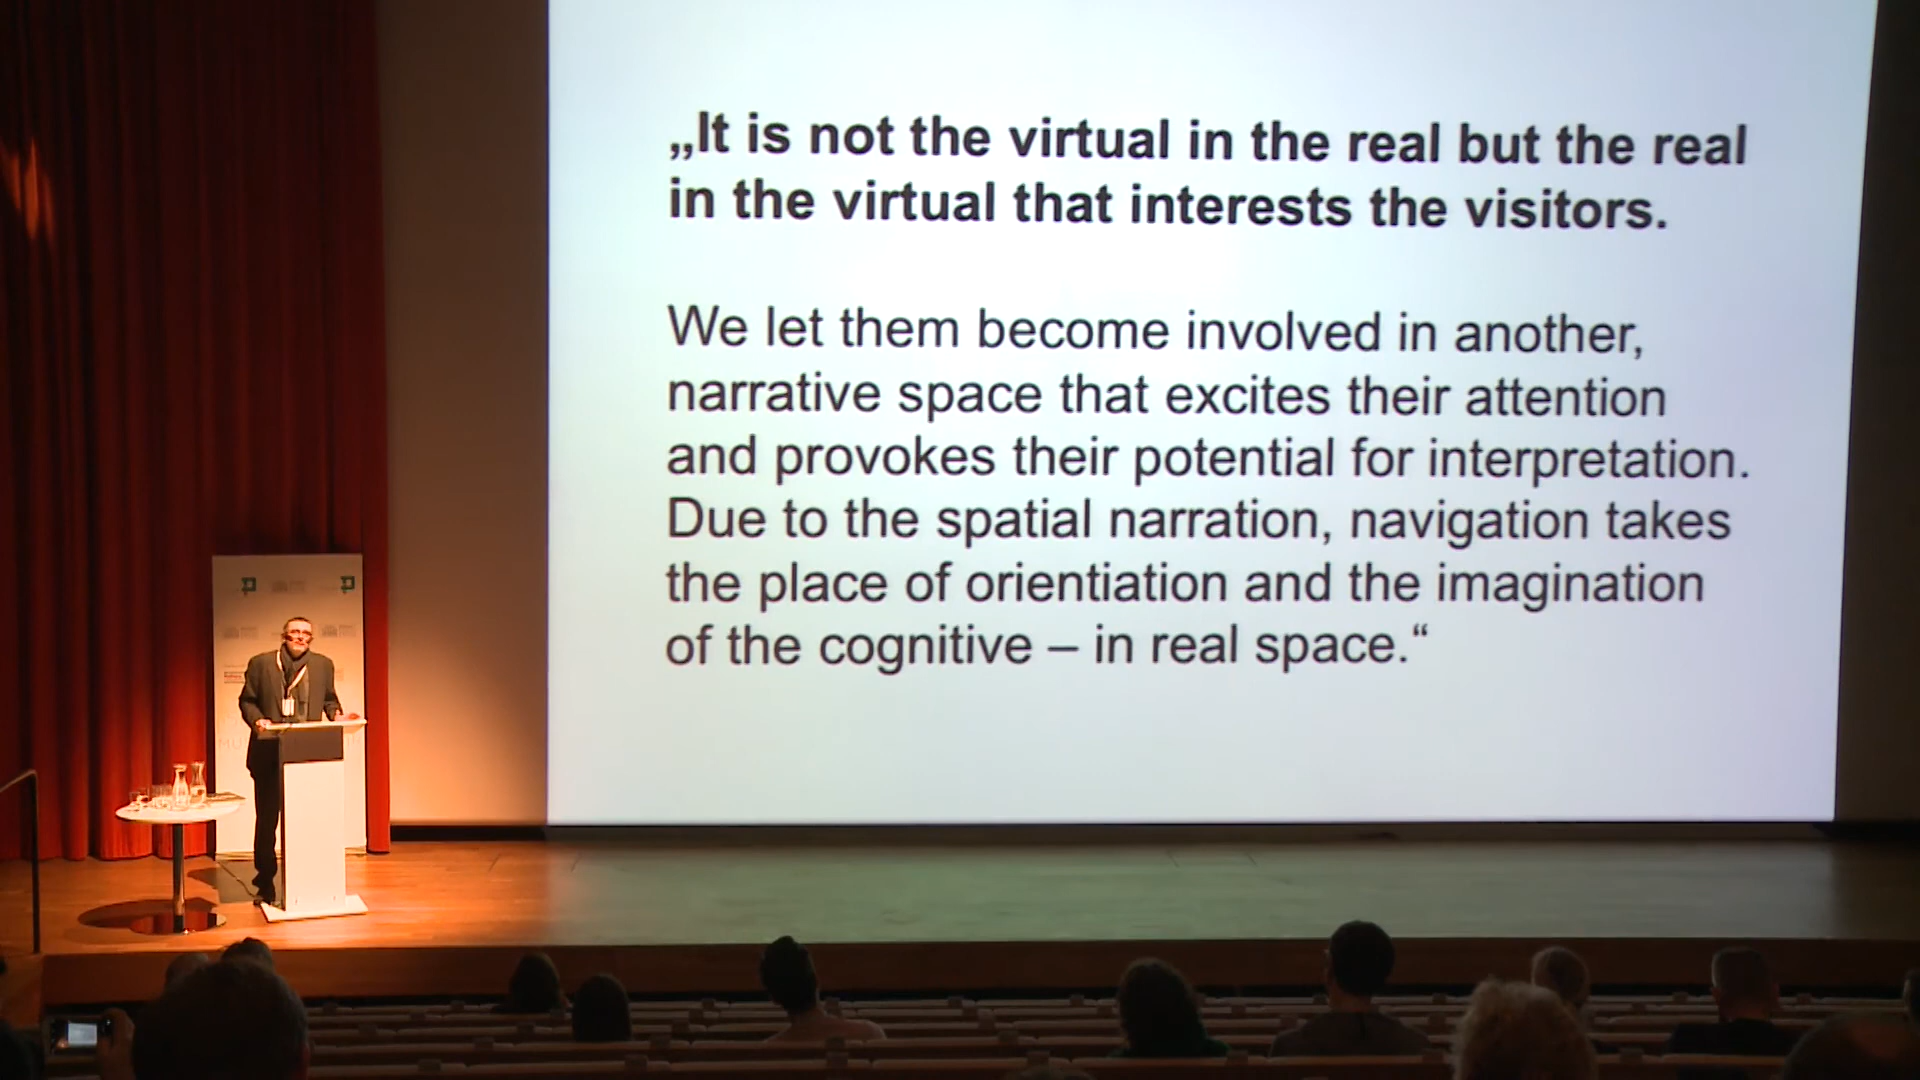 „It is not the virtual in the real but the real
in the virtual that interests the visitors.
We let them become involved in another,
narrative space that excites their attention
and provokes their potential for interpretation.
Due to the spatial narration, navigation takes
the place of orientiation and the imagination
of the cognitive – in real space.“